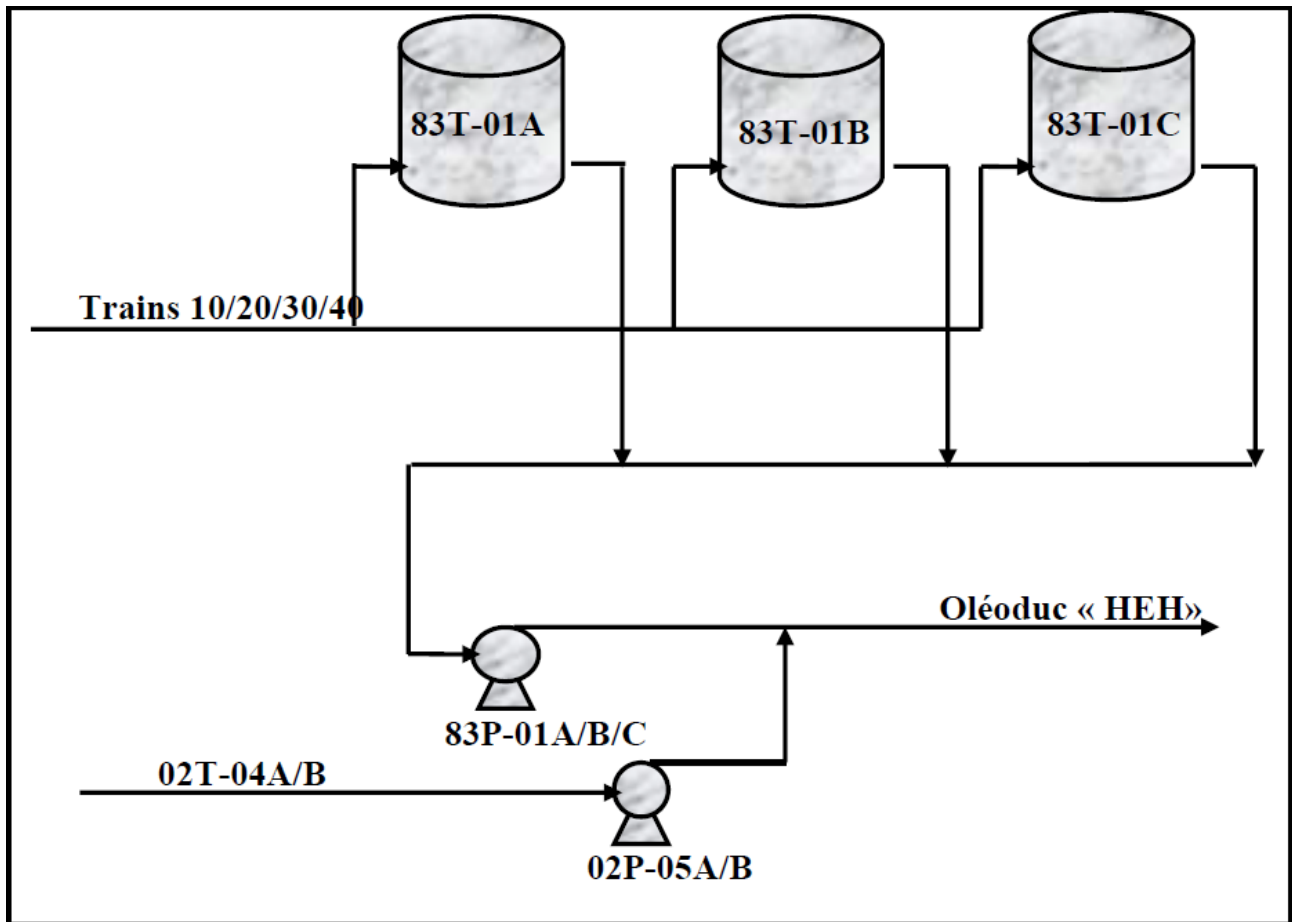 83T-01A
83T-01B
83T-01C
Trains 10/20/30/40
Oléoduc « HEH»
83P-01A/B/C
02T-04A/B
02P-05A/B